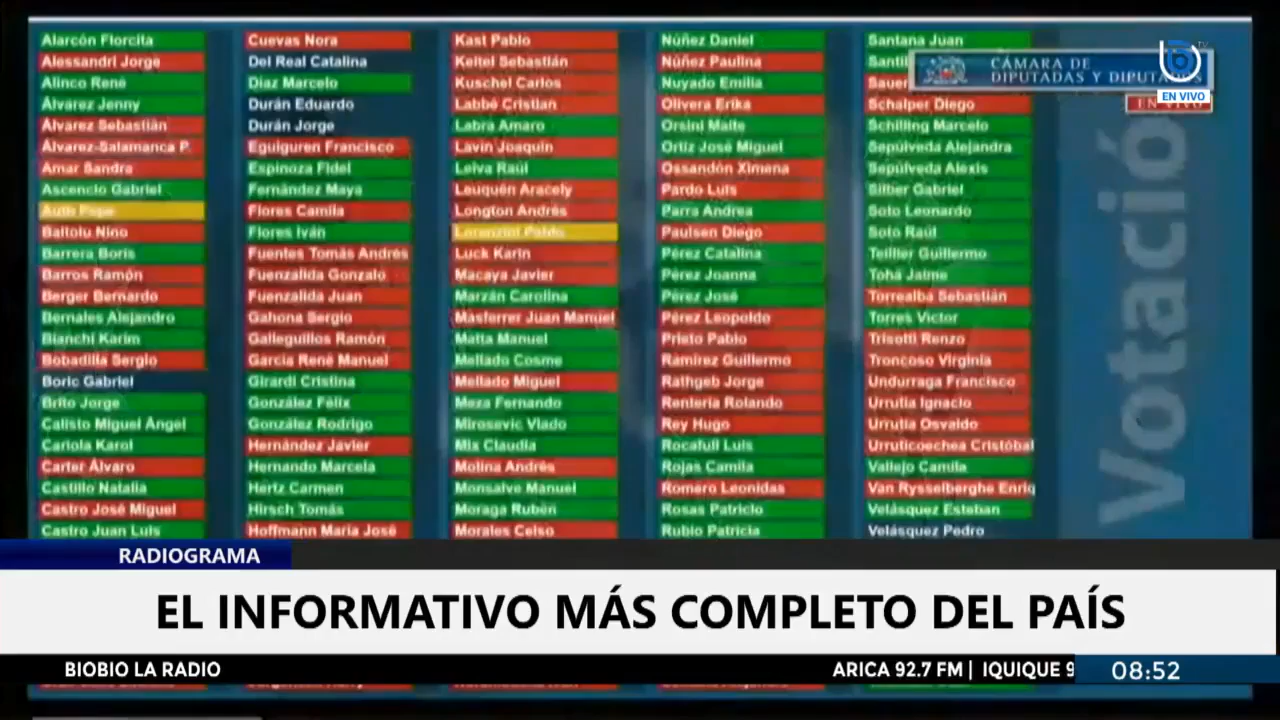 Alarcón Florcita
Alessandri Jorge
Alinco René
Álvarez Jenny
Álvarez Sebastián
Álvarez-Salamanca P.
Amar Sandra
Ascencio Gabriel
Auth Pepe
Baltolu Nino
Barrera Boris
Barros Ramón
Berger Bernardo
Bernales Alejandro
Bianchi Karim
Bobadilla Sergio
Boric Gabriel
Brito Jorge
Calisto Miguel Ángel
Cariola Karol
Carter Álvaro
Castillo Natalia
Castro José Miguel
Castro Juan Luis
Cuevas Nora
Del Real Catalina
Díaz Marcelo
Durán Eduardo
Durán Jorge
Eguiguren Francisco
Espinoza Fidel
Fernández Maya
Flores Camila
Flores Iván
Fuentes Tomás Andrés
Fuenzalida Gonzalo
Fuenzalida Juan
Gahona Sergio
Galleguillos Ramón
García René Manuel
Girardi Cristina
González Félix
González Rodrigo
Hernández Javier
Hernando Marcela
Hertz Carmen
Hirsch Tomás
Hoffmann María José
Kast Pablo
Keitel Sebastián
Kuschel Carlos
Labbé Cristian
Labra Amaro
Lavín Joaquín
Leiva Raúl
Leuquén Aracely
Longton Andrés
Lorenzini Pablo
Luck Karin
Macaya Javier
Marzán Carolina
Masferrer Juan Manuel
Matta Manuel
Mellado Cosme
Mellado Miguel
Meza Fernando
Mirosevic Vlado
Mix Claudia
Molina Andrés
Monsalve Manuel
Moraga Rubén
Morales Celso
Núñez Daniel
Núñez Paulina
Nuyado Emilia
Olivera Erika
Orsini Maite
Ortiz José Miguel
Ossandón Ximena
Pardo Luis
Parra Andrea
Paulsen Diego
Pérez Catalina
Pérez Joanna
Pérez José
Pérez Leopoldo
Prieto Pablo
Ramírez Guillermo
Rathgeb Jorge
Rentería Rolando
Rey Hugo
Rocafull Luis
Rojas Camila
Romero Leonidas
Rosas Patricio
Rubio Patricia
Santana Juan
Santi
Sauer
Schalper Diego
Schilling Marcelo
Sepúlveda Alejandra
Sepúlveda Alexis
Silber Gabriel
Soto Leonardo
Soto Raúl
Teillier Guillermo
Tohá Jaime
Torrealba Sebastián
Torres Víctor
Trisotti Renzo
Troncoso Virginia
Undurraga Francisco
Urrutia Ignacio
Urrutia Osvaldo
Urruticoechea Cristóbal
Vallejo Camila
Van Rysselberghe Enriq
Velásquez Esteban
Velásquez Pedro
CÁMARA DE
DIPUTADAS Y DIPUTADOS
EN VIVO
EN VIVO
Votació
RADIOGRAMA
EL INFORMATIVO MÁS COMPLETO DEL PAÍS
BIOBIO LA RADIO
ARICA 92.7 FM | IQUIQUE 9
08:52